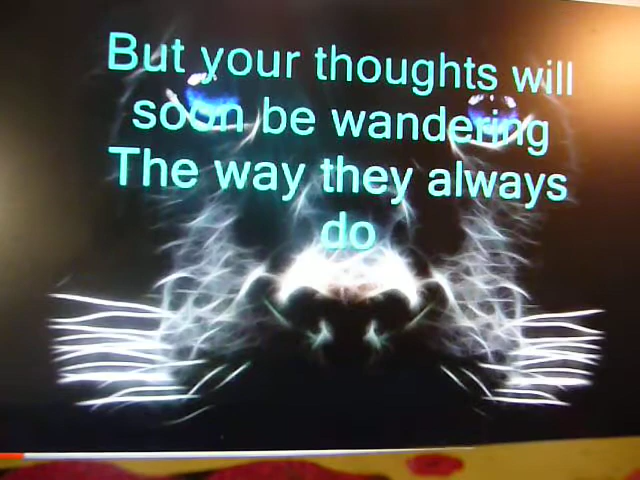 But your thoughts will
soon be wandering
The way they always
do